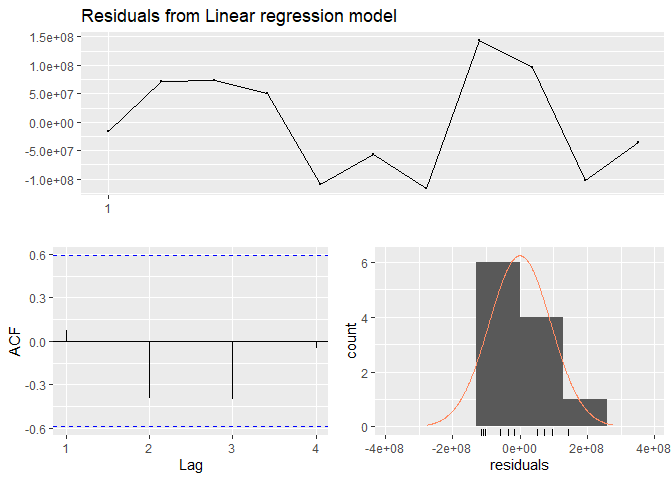 Residuals from Linear regression model
1.5e+08
1.0e+08
5.0e+07
0.0e+00
-5.0e+07
-1.0e+08
1
0.6
0.3
0.0
-0.3
-0.6
ACF
1 2 3 4
Lag
6
4
2
0
count
-4e+08 -2e+08 0e+00 2e+08 4e+08
residuals